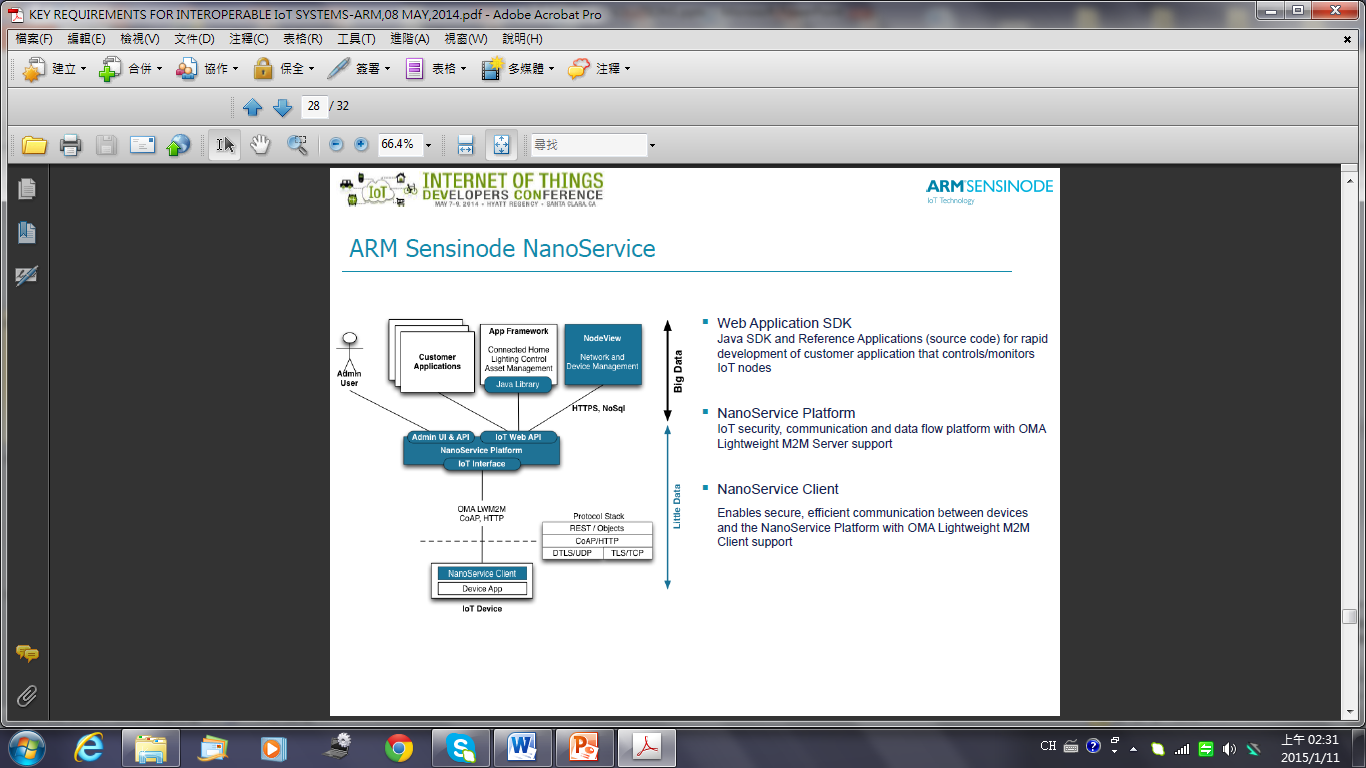 KEY REQUIREMENTS FOR INTEROPERABLE IoT SYSTEMS-ARM,08 MAY,2014.pdf - Adobe Acrobat Pro
檔案(F) 編輯(E) 檢視(V) 文件(D) 注釋(C) 表格(R) 工具(T) 進階(A) 視窗(W) 說明(H)
建立 合併 協作 保全 簽署 表格 多媒體 注釋
28 / 32
66.4% 尋找
IoT
INTERNET OF THINGS
DEVELOPERS CONFERENCE
MAY 7-8, 2014 • HYATT REGENCY • SANTA CLARA, CA
ARMSENSINODE
IoT Technology
ARM Sensinode NanoService
Admin
User
Customer
Applications
App Framework
Connected Home
Lighting Control
Asset Management
Java Library
NodeView
Network and
Device Management
HTTPS, NoSql
Admin UI & API
IoT Web API
NanoService Platform
IoT Interface
OMA LWM2M
CoAP, HTTP
Protocol Stack
REST / Objects
CoAP/HTTP
DTLS/UDP TLS/TCP
NanoService Client
Device App
IoT Device
Big Data
Little Data
Web Application SDK
Java SDK and Reference Applications (source code) for rapid
development of customer application that controls/monitors
IoT nodes
NanoService Platform
IoT security, communication and data flow platform with OMA
Lightweight M2M Server support
NanoService Client
Enables secure, efficient communication between devices
and the NanoService Platform with OMA Lightweight M2M
Client support
CH
上午 02:31
2015/1/11